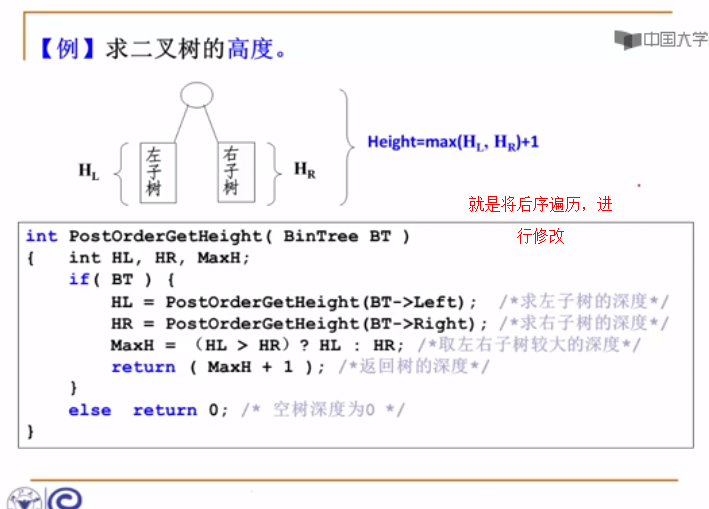 【例】求二叉树的高度。
中国大学
左子树
右子树
HL
HR
Height=max(HL, HR)+1
就是将后序遍历，进
行修改
int PostOrderGetHeight( BinTree BT )
{ int HL, HR, MaxH;
if( BT ) {
HL = PostOrderGetHeight(BT->Left); /*求左子树的深度*/
HR = PostOrderGetHeight(BT->Right); /*求右子树的深度*/
MaxH = （HL > HR）? HL : HR; /*取左右子树较大的深度*/
return ( MaxH + 1 ); /*返回树的深度*/
}
else return 0; /* 空树深度为0 */
}